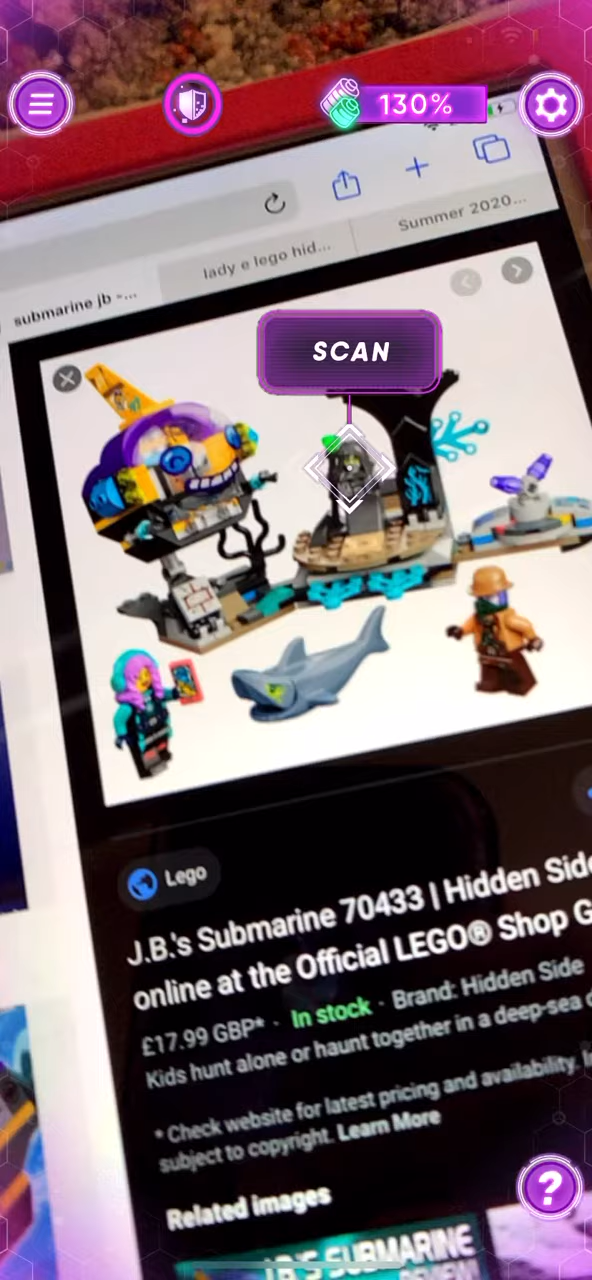 130%
Summer 2020...
lady e lego hid...
submarine jb -...
SCAN
Lego
J.B.'s Submarine 70433 | Hidden Side
online at the Official LEGO® Shop G
£17.99 GBP* · In stock · Brand: Hidden Side
Kids hunt alone or haunt together in a deep-sea
* Check website for latest pricing and availability.
subject to copyright. Learn More
Related images
J.B'S SUBMARINE
REVIEW
?